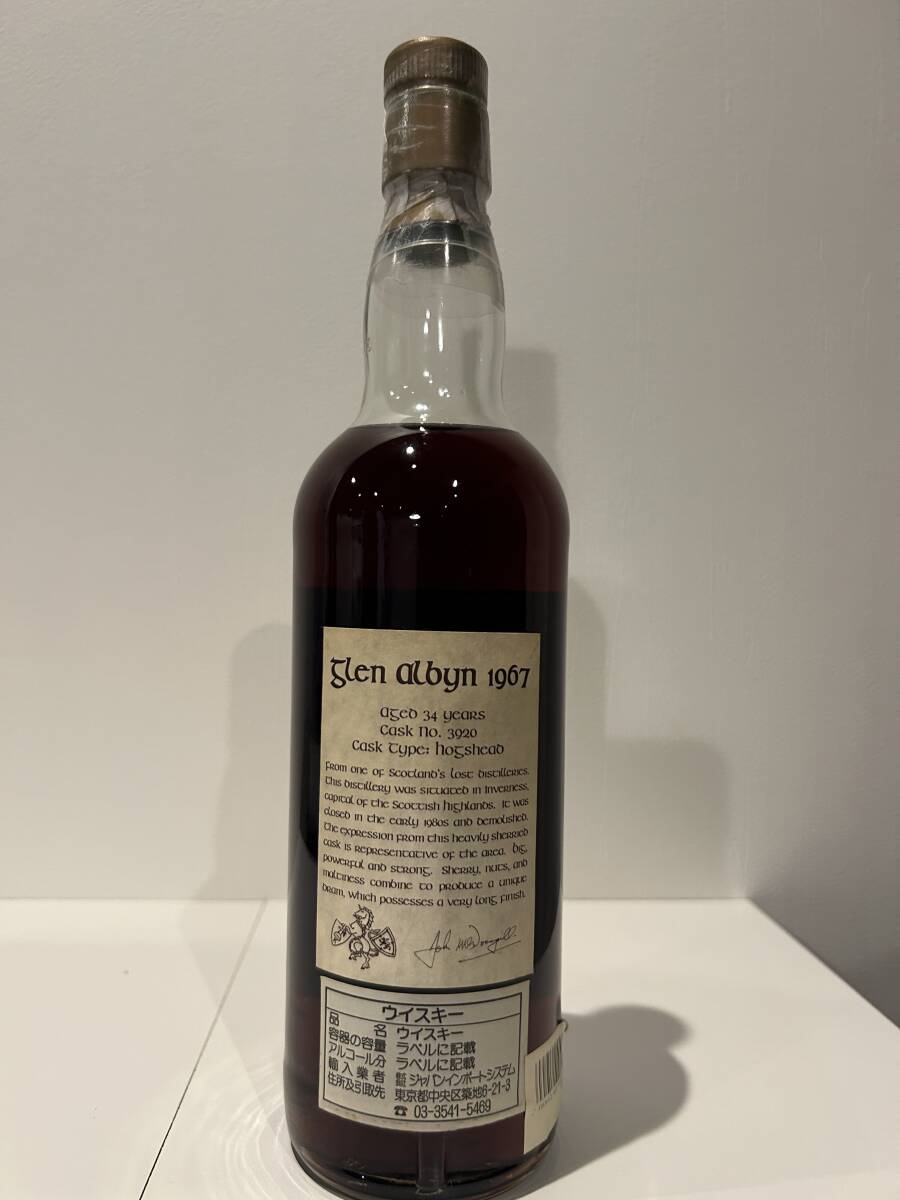 Glen Albyn 1967
Aged 34 years
Cask No. 3920
Cask Type: Hogshead
From one of Scotland's lost distilleries.
This distillery was situated in Inverness,
capital of the Scottish Highlands. It was
closed in the early 1980s and demolished.
The expression from this heavily sherried
cask is representative of the area. Big,
powerful and strong. Sherry, nuts, and
maltiness combine to produce a unique
dram, which possesses a very long finish.
John McDougall
ウイスキー
品名 ウイスキー
容器の容量 ラベルに記載
アルコール分 ラベルに記載
輸入業者 株式会社 ジャパンインポートシステム
住所及引取先 東京都中央区築地6-21-3
☎ 03-3541-5469